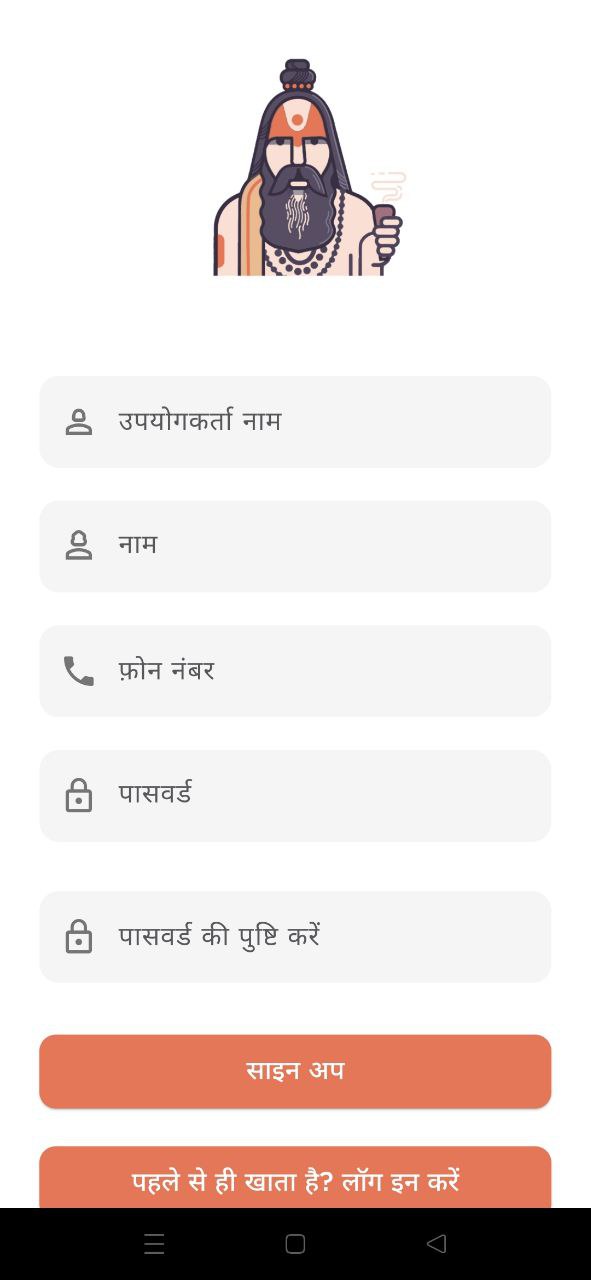 उपयोगकर्ता नाम
नाम
फ़ोन नंबर
पासवर्ड
पासवर्ड की पुष्टि करें
साइन अप
पहले से ही खाता है? लॉग इन करें